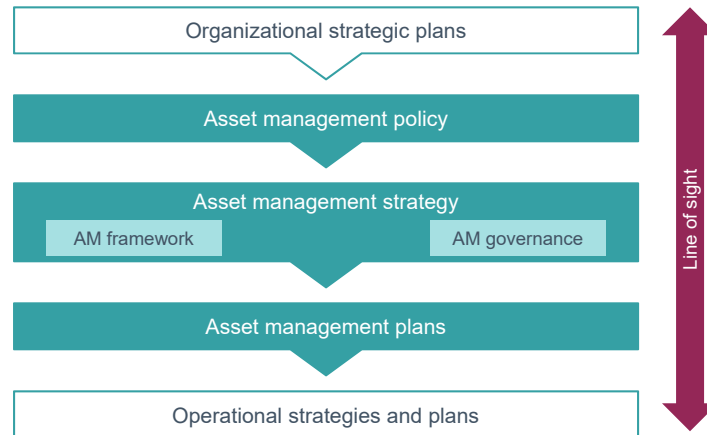 Organizational strategic plans
Asset management policy
Asset management strategy
AM framework
AM governance
Asset management plans
Operational strategies and plans
Line of sight